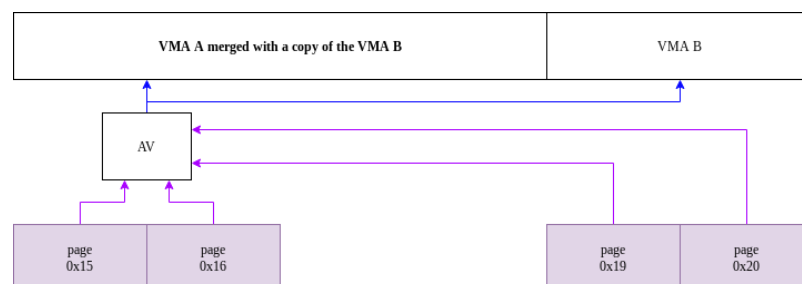 VMA A merged with a copy of the VMA B
VMA B
AV
page
0x15
page
0x16
page
0x19
page
0x20